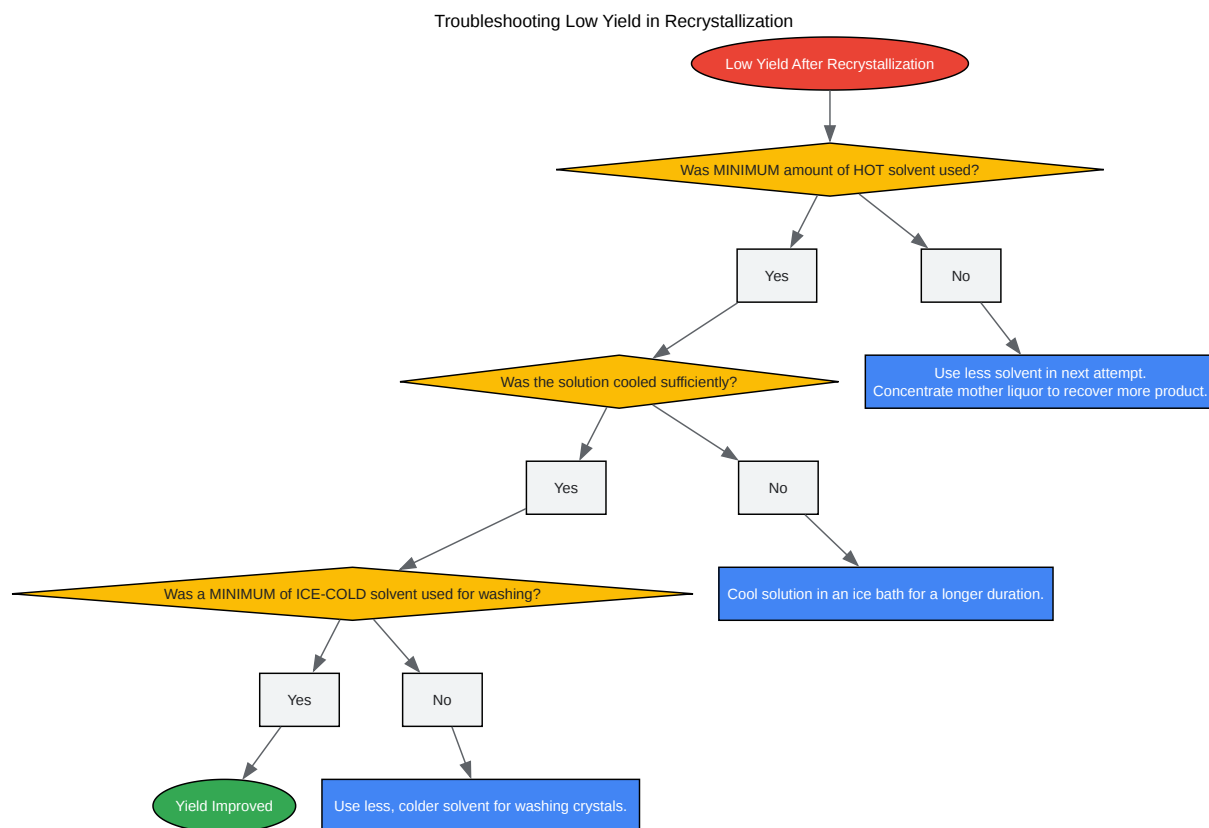 Troubleshooting Low Yield in Recrystallization
Low Yield After Recrystallization
Was MINIMUM amount of HOT solvent used?
Yes
No
Was the solution cooled sufficiently?
Use less solvent in next attempt.
Concentrate mother liquor to recover more product.
Yes
No
Was a MINIMUM of ICE-COLD solvent used for washing?
Cool solution in an ice bath for a longer duration.
Yes
No
Yield Improved
Use less, colder solvent for washing crystals.